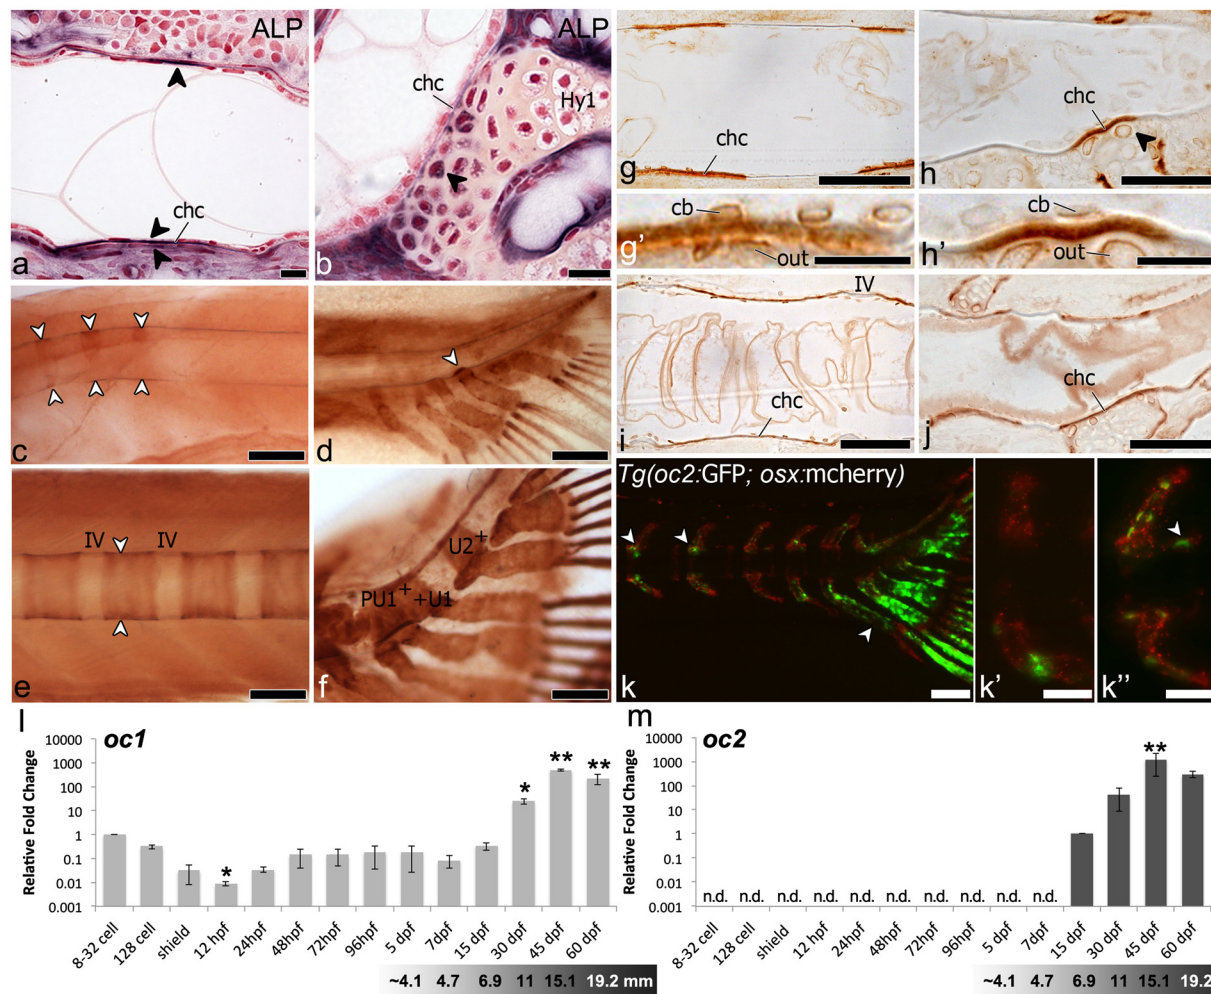 ALP
chc
a
ALP
chc
Hy1
b
c
d
IV IV
e
U2+
PU1+ +U1
f
chc
g
chc
h
cb
g’
out
cb
h’
out
IV
chc
i
chc
j
Tg(oc2:GFP; osx:mcherry)
k
k’
k’’
l
oc1
Relative Fold Change
10000
1000
100
10
1
0.1
0.01
0.001
*
*
**
**
8-32 cell
128 cell
shield
12 hpf
24hpf
48hpf
72hpf
96hpf
5 dpf
7dpf
15 dpf
30 dpf
45 dpf
60 dpf
~4.1 4.7 6.9 11 15.1 19.2 mm
m
oc2
Relative Fold Change
10000
1000
100
10
1
0.1
0.01
0.001
**
n.d. n.d. n.d. n.d. n.d. n.d. n.d. n.d. n.d. n.d.
8-32 cell
128 cell
shield
12 hpf
24hpf
48hpf
72hpf
96hpf
5 dpf
7dpf
15 dpf
30 dpf
45 dpf
60 dpf
~4.1 4.7 6.9 11 15.1 19.2